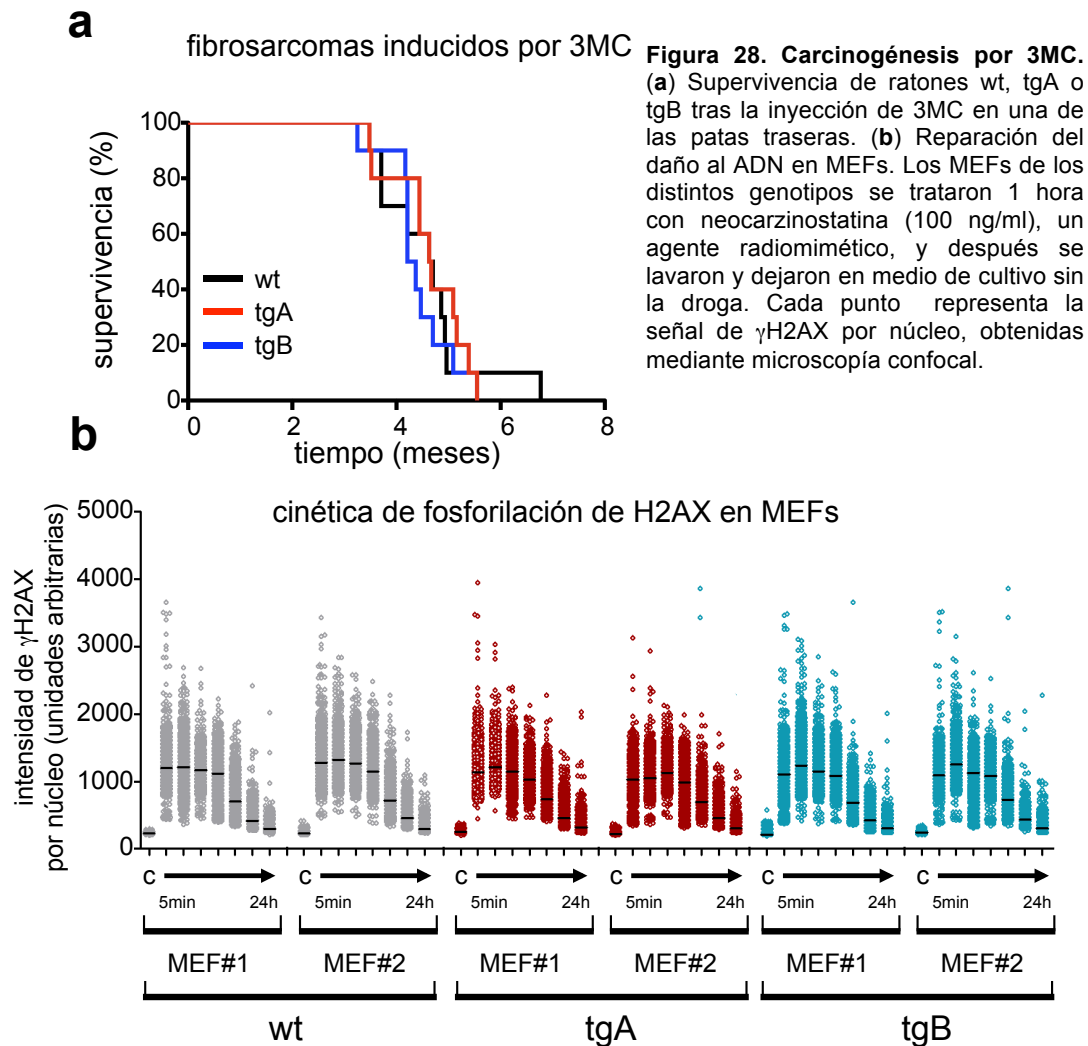 a
fibrosarcomas inducidos por 3MC
supervivencia (%)
100
80
60
40
20
0
wt
tgA
tgB
0 2 4 6 8
tiempo (meses)
Figura 28. Carcinogénesis por 3MC.
(a) Supervivencia de ratones wt, tgA o
tgB tras la inyección de 3MC en una de
las patas traseras. (b) Reparación del
daño al ADN en MEFs. Los MEFs de los
distintos genotipos se trataron 1 hora
con neocarzinostatina (100 ng/ml), un
agente radiomimético, y después se
lavaron y dejaron en medio de cultivo sin
la droga. Cada punto representa la
señal de γH2AX por núcleo, obtenidas
mediante microscopía confocal.
b
cinética de fosforilación de H2AX en MEFs
intensidad de γH2AX
por núcleo (unidades arbitrarias)
5000
4000
3000
2000
1000
0
c c c c c c
5min 24h 5min 24h 5min 24h 5min 24h 5min 24h 5min 24h
MEF#1 MEF#2 MEF#1 MEF#2 MEF#1 MEF#2
wt tgA tgB